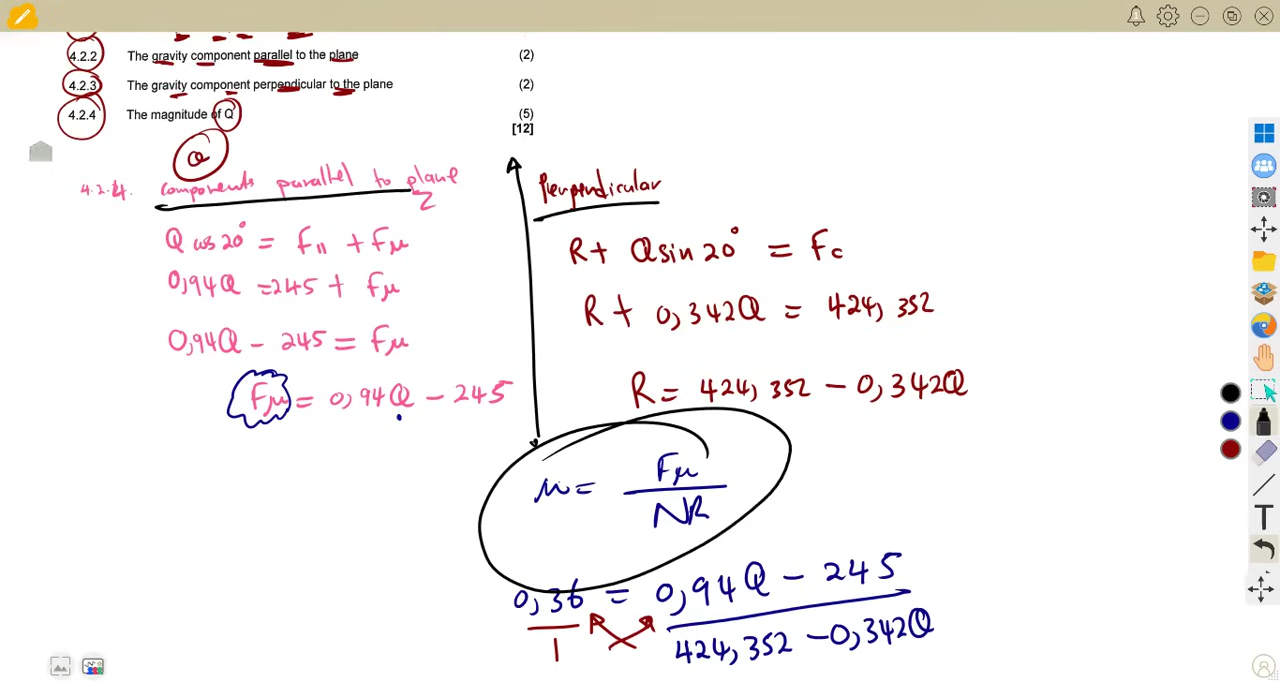 4.2.2 The gravity component parallel to the plane (2)
4.2.3 The gravity component perpendicular to the plane (2)
4.2.4 The magnitude of Q (5)
[12]
Q
4.2.4. Components parallel to plane
Q cos 20° = F11 + Fμ
0,94Q = 245 + Fμ
0,94Q - 245 = Fμ
Fμ = 0,94Q - 245
Perpendicular
R + Q sin 20° = Fc
R + 0,342Q = 424,352
R = 424,352 - 0,342Q
μ = Fμ / NR
0,36 / 1 = 0,94Q - 245 / 424,352 - 0,342Q
T